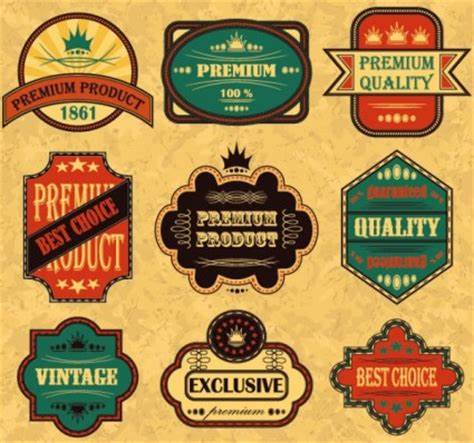 PREMIUM PRODUCT
1861
PREMIUM
100 %
PREMIUM
QUALITY
PREMIUM
BEST CHOICE
PRODUCT
PREMIUM
PRODUCT
guaranteed
QUALITY
VINTAGE
EXCLUSIVE
premium
BEST CHOICE